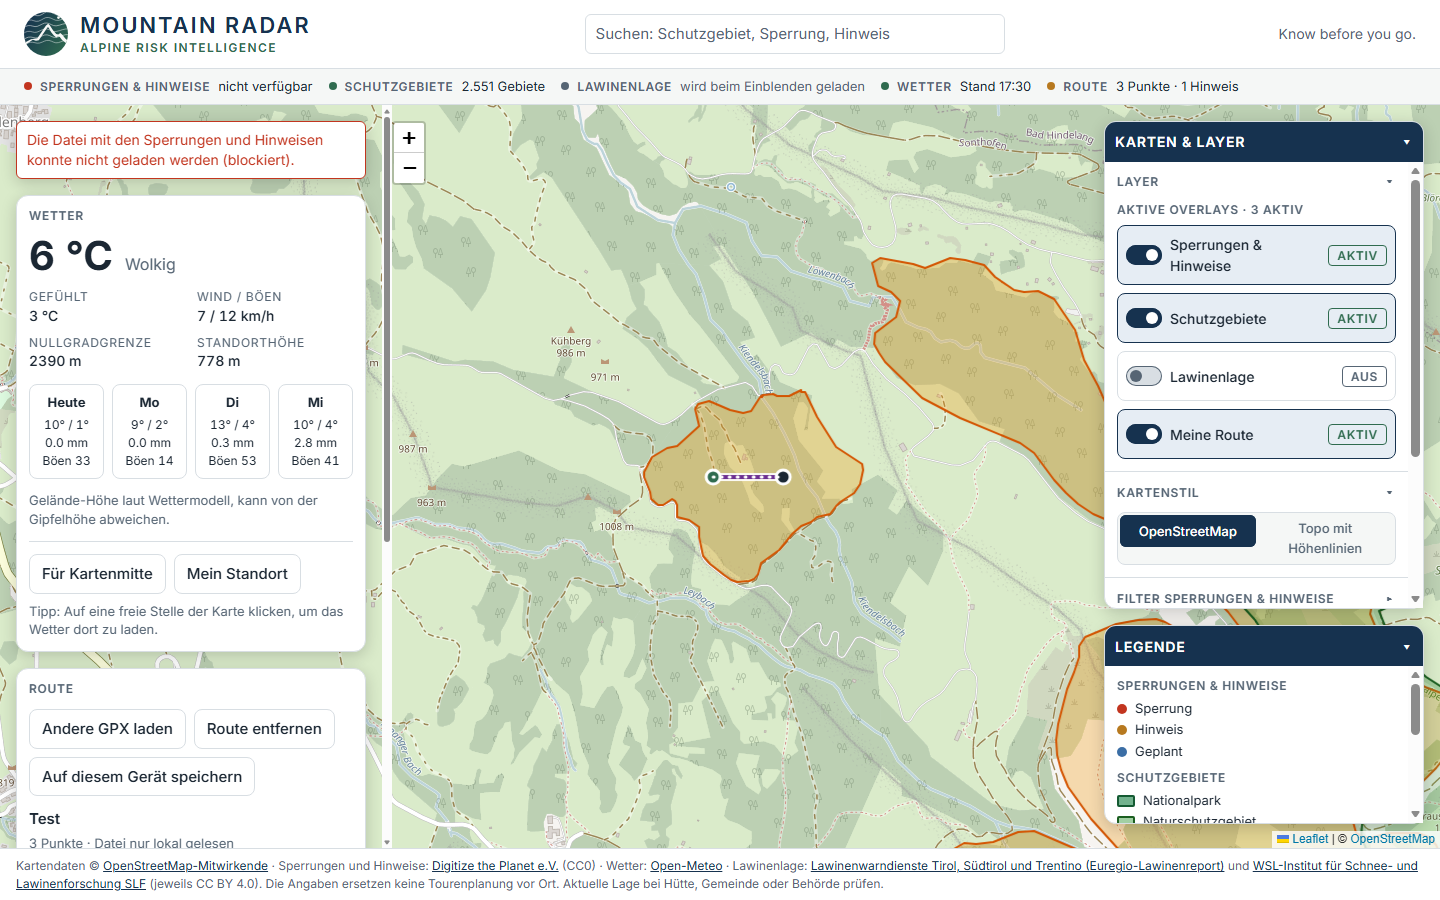 MOUNTAIN RADAR
ALPINE RISK INTELLIGENCE
Suchen: Schutzgebiet, Sperrung, Hinweis
Know before you go.
SPERRUNGEN & HINWEISE nicht verfügbar
SCHUTZGEBIETE 2.551 Gebiete
LAWINENLAGE wird beim Einblenden geladen
WETTER Stand 17:30
ROUTE 3 Punkte · 1 Hinweis
Die Datei mit den Sperrungen und Hinweisen
konnte nicht geladen werden (blockiert).
WETTER
6 °C Wolkig
GEFÜHLT
3 °C
WIND / BÖEN
7 / 12 km/h
NULLGRADGRENZE
2390 m
STANDORTHÖHE
778 m
Heute
10° / 1°
0.0 mm
Böen 33
Mo
9° / 2°
0.0 mm
Böen 14
Di
13° / 4°
0.3 mm
Böen 53
Mi
10° / 4°
2.8 mm
Böen 41
Gelände-Höhe laut Wettermodell, kann von der
Gipfelhöhe abweichen.
Für Kartenmitte
Mein Standort
Tipp: Auf eine freie Stelle der Karte klicken, um das
Wetter dort zu laden.
ROUTE
Andere GPX laden
Route entfernen
Auf diesem Gerät speichern
Test
3 Punkte · Datei nur lokal gelesen
+
−
Bad Hindelang
Sonthofen
Löwenbach
Kühberg
986 m
971 m
Kiendelsbach
987 m
963 m
1008 m
Leybach
Kiendelsbach
KARTEN & LAYER
LAYER
AKTIVE OVERLAYS · 3 AKTIV
Sperrungen &
Hinweise
AKTIV
Schutzgebiete
AKTIV
Lawinenlage
AUS
Meine Route
AKTIV
KARTENSTIL
OpenStreetMap
Topo mit
Höhenlinien
FILTER SPERRUNGEN & HINWEISE
LEGENDE
SPERRUNGEN & HINWEISE
Sperrung
Hinweis
Geplant
SCHUTZGEBIETE
Nationalpark
Naturschutzgebiet
Leaflet | © OpenStreetMap
Kartendaten © OpenStreetMap-Mitwirkende · Sperrungen und Hinweise: Digitize the Planet e.V. (CC0) · Wetter: Open-Meteo · Lawinenlage: Lawinenwarndienste Tirol, Südtirol und Trentino (Euregio-Lawinenreport) und WSL-Institut für Schnee- und
Lawinenforschung SLF (jeweils CC BY 4.0). Die Angaben ersetzen keine Tourenplanung vor Ort. Aktuelle Lage bei Hütte, Gemeinde oder Behörde prüfen.